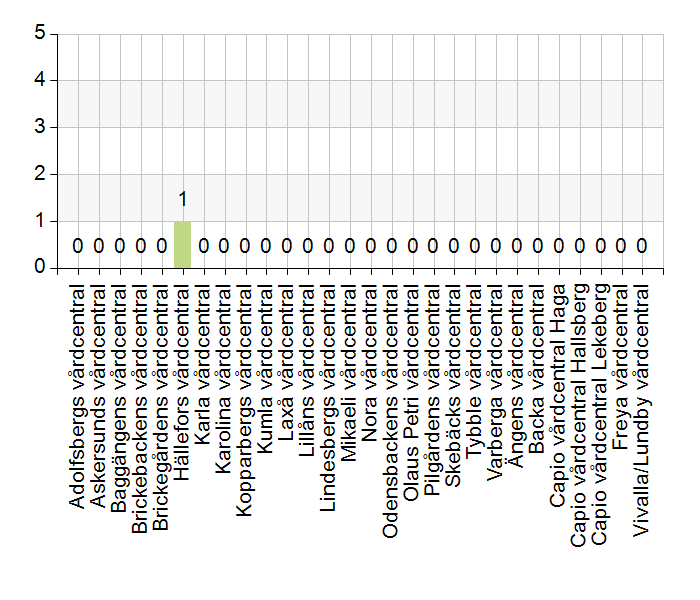 5
4
3
2
1
0
0 0 0 0 0 1 0 0 0 0 0 0 0 0 0 0 0 0 0 0 0 0 0 0 0 0 0 0
Adolfsbergs vårdcentral
Askersunds vårdcentral
Baggängens vårdcentral
Brickebackens vårdcentral
Brickegårdens vårdcentral
Hällefors vårdcentral
Karla vårdcentral
Karolina vårdcentral
Kopparbergs vårdcentral
Kumla vårdcentral
Laxå vårdcentral
Lillåns vårdcentral
Lindesbergs vårdcentral
Mikaeli vårdcentral
Nora vårdcentral
Odensbackens vårdcentral
Olaus Petri vårdcentral
Pilgårdens vårdcentral
Skebäcks vårdcentral
Tybble vårdcentral
Varberga vårdcentral
Ängens vårdcentral
Backa vårdcentral
Capio vårdcentral Haga
Capio vårdcentral Hallsberg
Capio vårdcentral Lekeberg
Freya vårdcentral
Vivalla/Lundby vårdcentral